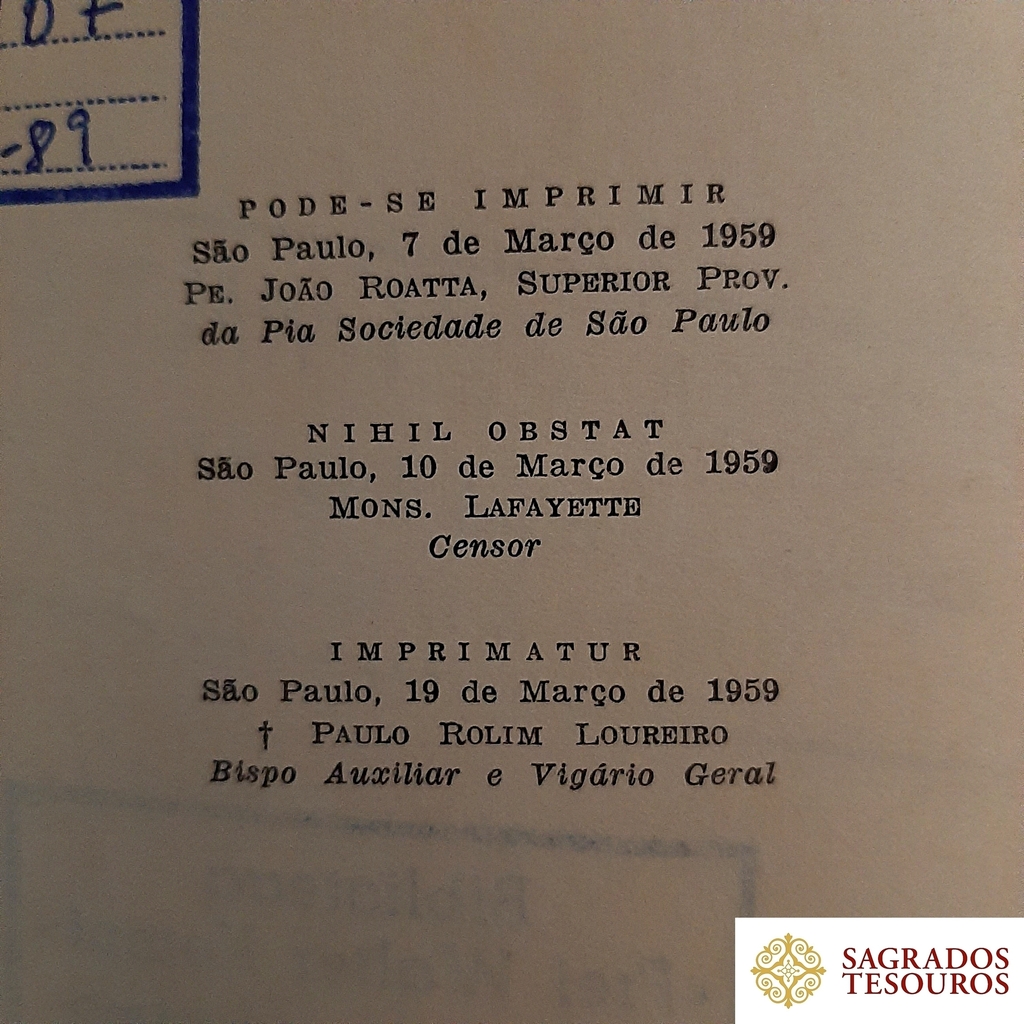 -89
PODE-SE IMPRIMIR
São Paulo, 7 de Março de 1959
PE. JOÃO ROATTA, SUPERIOR PROV.
da Pia Sociedade de São Paulo
NIHIL OBSTAT
São Paulo, 10 de Março de 1959
MONS. LAFAYETTE
Censor
IMPRIMATUR
São Paulo, 19 de Março de 1959
† PAULO ROLIM LOUREIRO
Bispo Auxiliar e Vigário Geral
SAGRADOS
TESOUROS